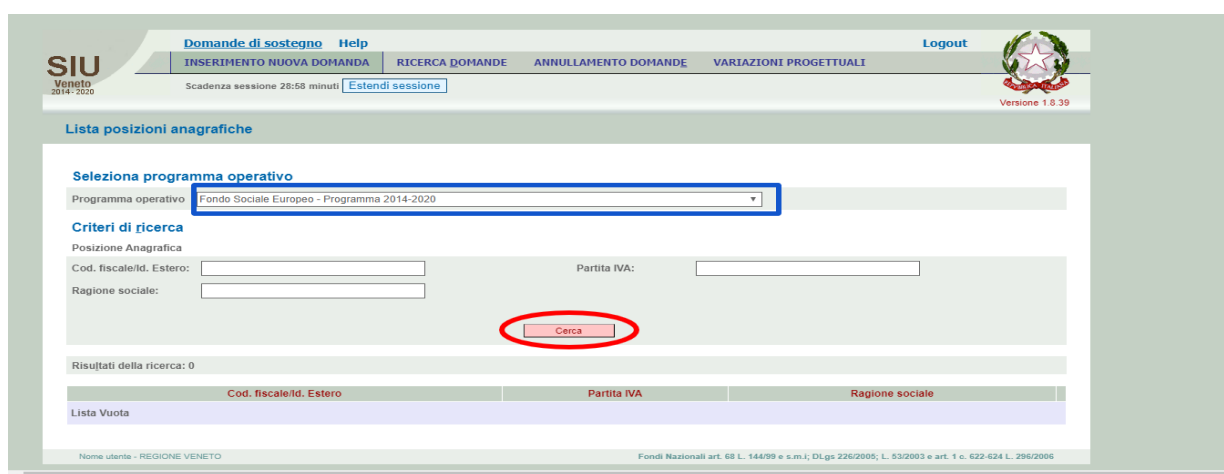 Domande di sostegno Help Logout
SIU
Veneto
2014 - 2020
INSERIMENTO NUOVA DOMANDA RICERCA DOMANDE ANNULLAMENTO DOMANDE VARIAZIONI PROGETTUALI
Scadenza sessione 28:58 minuti Estendi sessione
Versione 1.8.39
Lista posizioni anagrafiche
Seleziona programma operativo
Programma operativo Fondo Sociale Europeo - Programma 2014-2020
Criteri di ricerca
Posizione Anagrafica
Cod. fiscale/Id. Estero: Partita IVA:
Ragione sociale:
Cerca
Risultati della ricerca: 0
Cod. fiscale/Id. Estero Partita IVA Ragione sociale
Lista Vuota
Nome utente - REGIONE VENETO Fondi Nazionali art. 68 L. 144/99 e s.m.i; DLgs 226/2005; L. 53/2003 e art. 1 c. 622-624 L. 296/2006